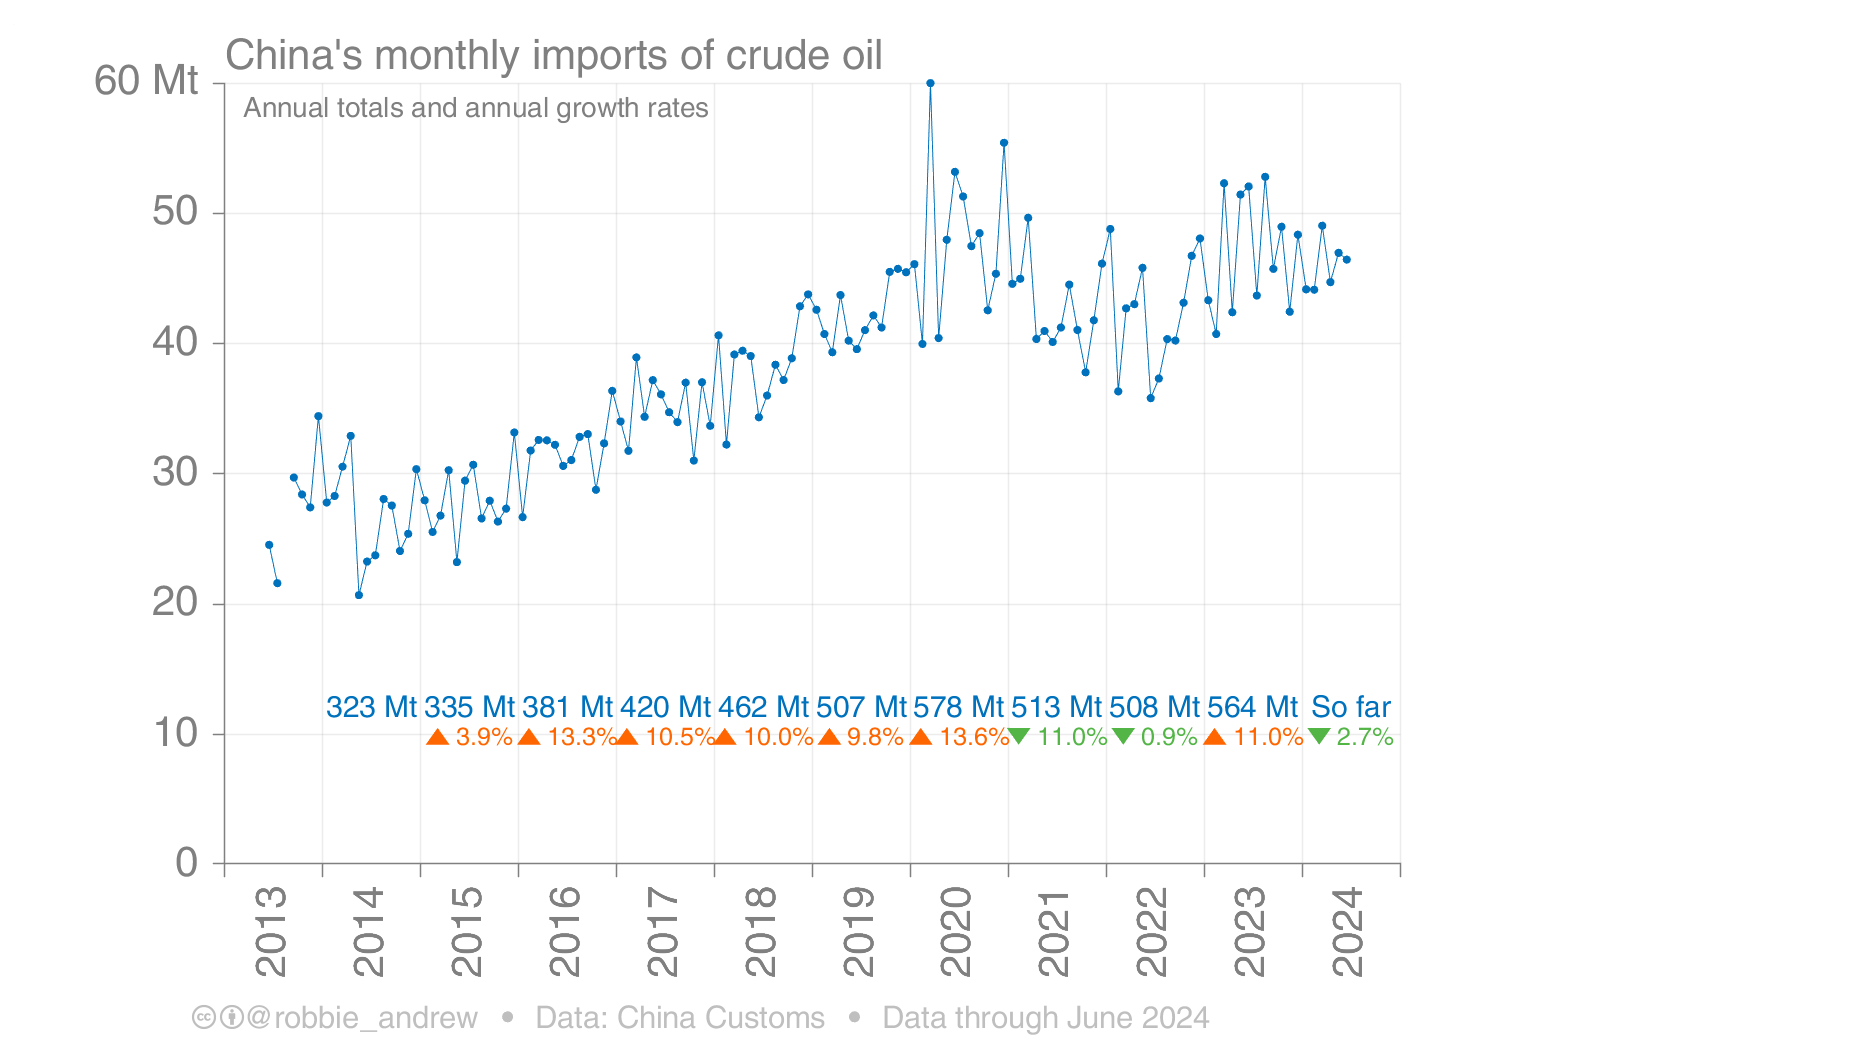 China's monthly imports of crude oil
60 Mt
Annual totals and annual growth rates
50
40
30
20
323 Mt 335 Mt 381 Mt 420 Mt 462 Mt 507 Mt 578 Mt 513 Mt 508 Mt 564 Mt So far
10 ▲ 3.9% ▲ 13.3% ▲ 10.5% ▲ 10.0% ▲ 9.8% ▲ 13.6% ▼ 11.0% ▼ 0.9% ▲ 11.0% ▼ 2.7%
0
2013 2014 2015 2016 2017 2018 2019 2020 2021 2022 2023 2024
@robbie_andrew • Data: China Customs • Data through June 2024